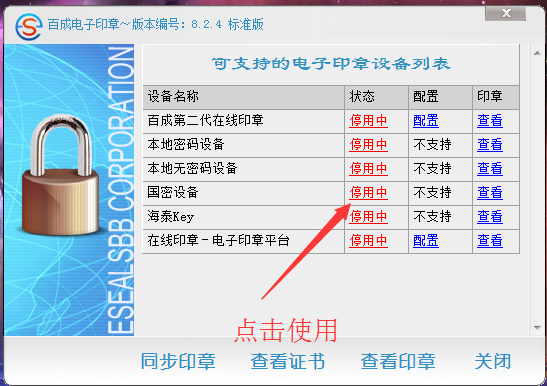 百成电子印章～版本编号：8.2.4 标准版
ESEALSBB CORPORATION
可支持的电子印章设备列表
设备名称 状态 配置 印章
百成第二代在线印章 停用中 配置 查看
本地密码设备 停用中 不支持 查看
本地无密码设备 停用中 不支持 查看
国密设备 停用中 不支持 查看
海泰Key 停用中 不支持 查看
在线印章－电子印章平台 停用中 配置 查看
点击使用
同步印章 查看证书 查看印章 关闭